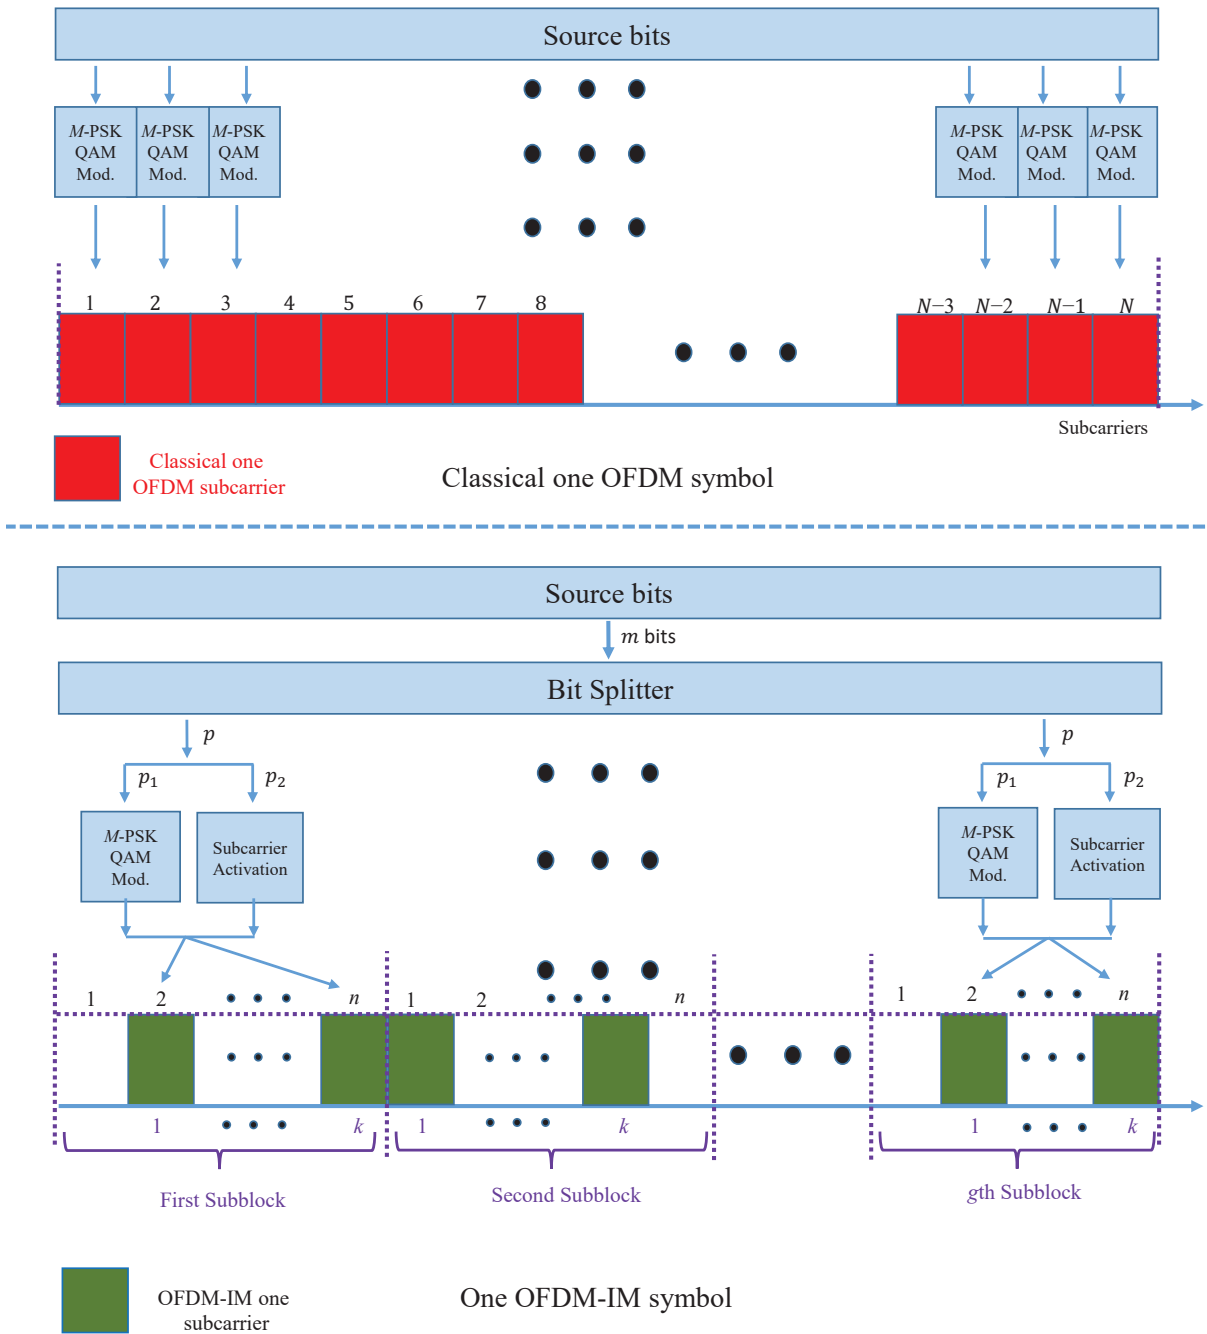 Source bits
M-PSK QAM Mod.
M-PSK QAM Mod.
M-PSK QAM Mod.
M-PSK QAM Mod.
M-PSK QAM Mod.
M-PSK QAM Mod.
1 2 3 4 5 6 7 8 N−3 N−2 N−1 N
Subcarriers
Classical one
OFDM subcarrier
Classical one OFDM symbol
Source bits
m bits
Bit Splitter
p p
p₁ p₂ p₁ p₂
M-PSK
QAM
Mod.
Subcarrier
Activation
M-PSK
QAM
Mod.
Subcarrier
Activation
1 2 n 1 2 n 1 2 n
1 k 1 k 1 k
First Subblock
Second Subblock
gth Subblock
OFDM-IM one
subcarrier
One OFDM-IM symbol